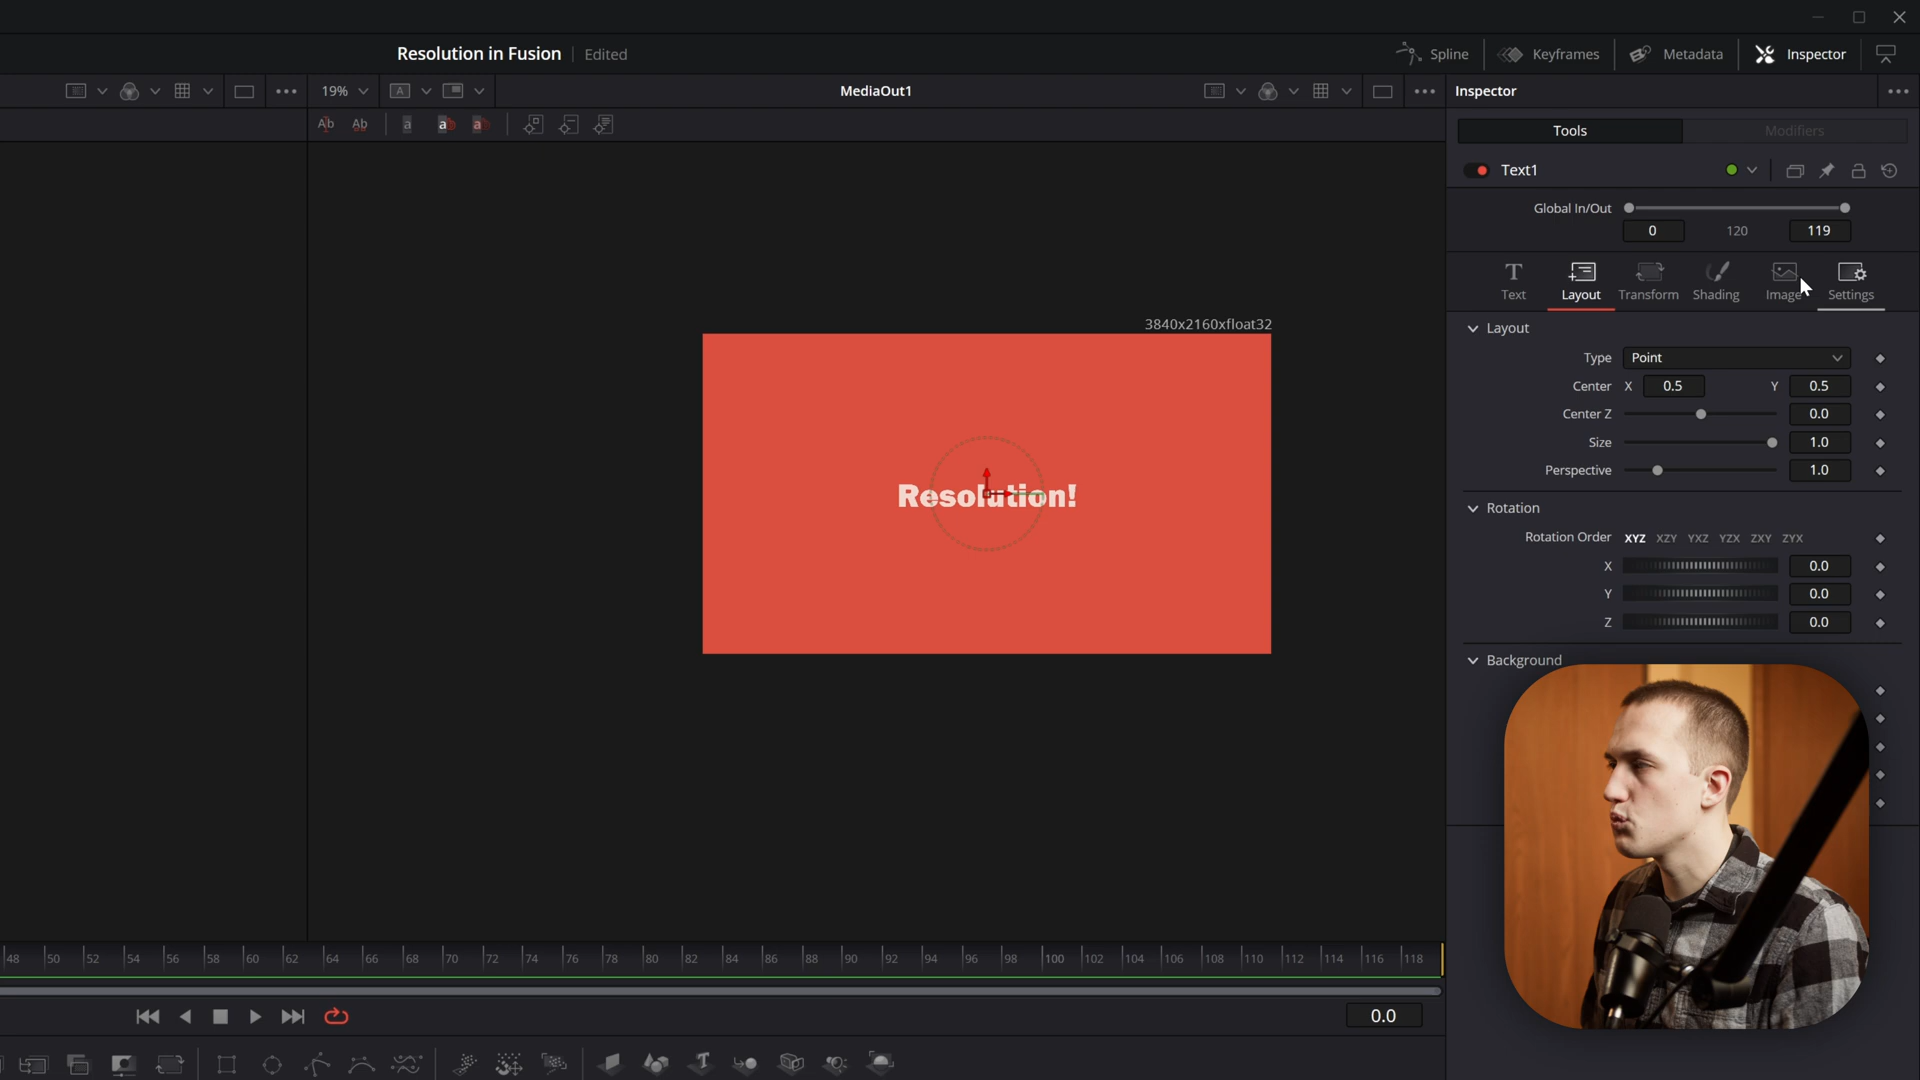 Resolution in Fusion | Edited
Spline
Keyframes
Metadata
Inspector
19%
A
MediaOut1
Inspector
Ab Ab a a a
Tools
Modifiers
Text1
Global In/Out
0 120 119
T
Text Layout Transform Shading Image Settings
Layout
Type Point
Center X 0.5 Y 0.5
Center Z 0.0
Size 1.0
Perspective 1.0
Rotation
Rotation Order XYZ XZY YXZ YZX ZXY ZYX
X 0.0
Y 0.0
Z 0.0
Background
3840x2160xfloat32
Resolution!
48 50 52 54 56 58 60 62 64 66 68 70 72 74 76 78 80 82 84 86 88 90 92 94 96 98 100 102 104 106 108 110 112 114 116 118
0.0
T